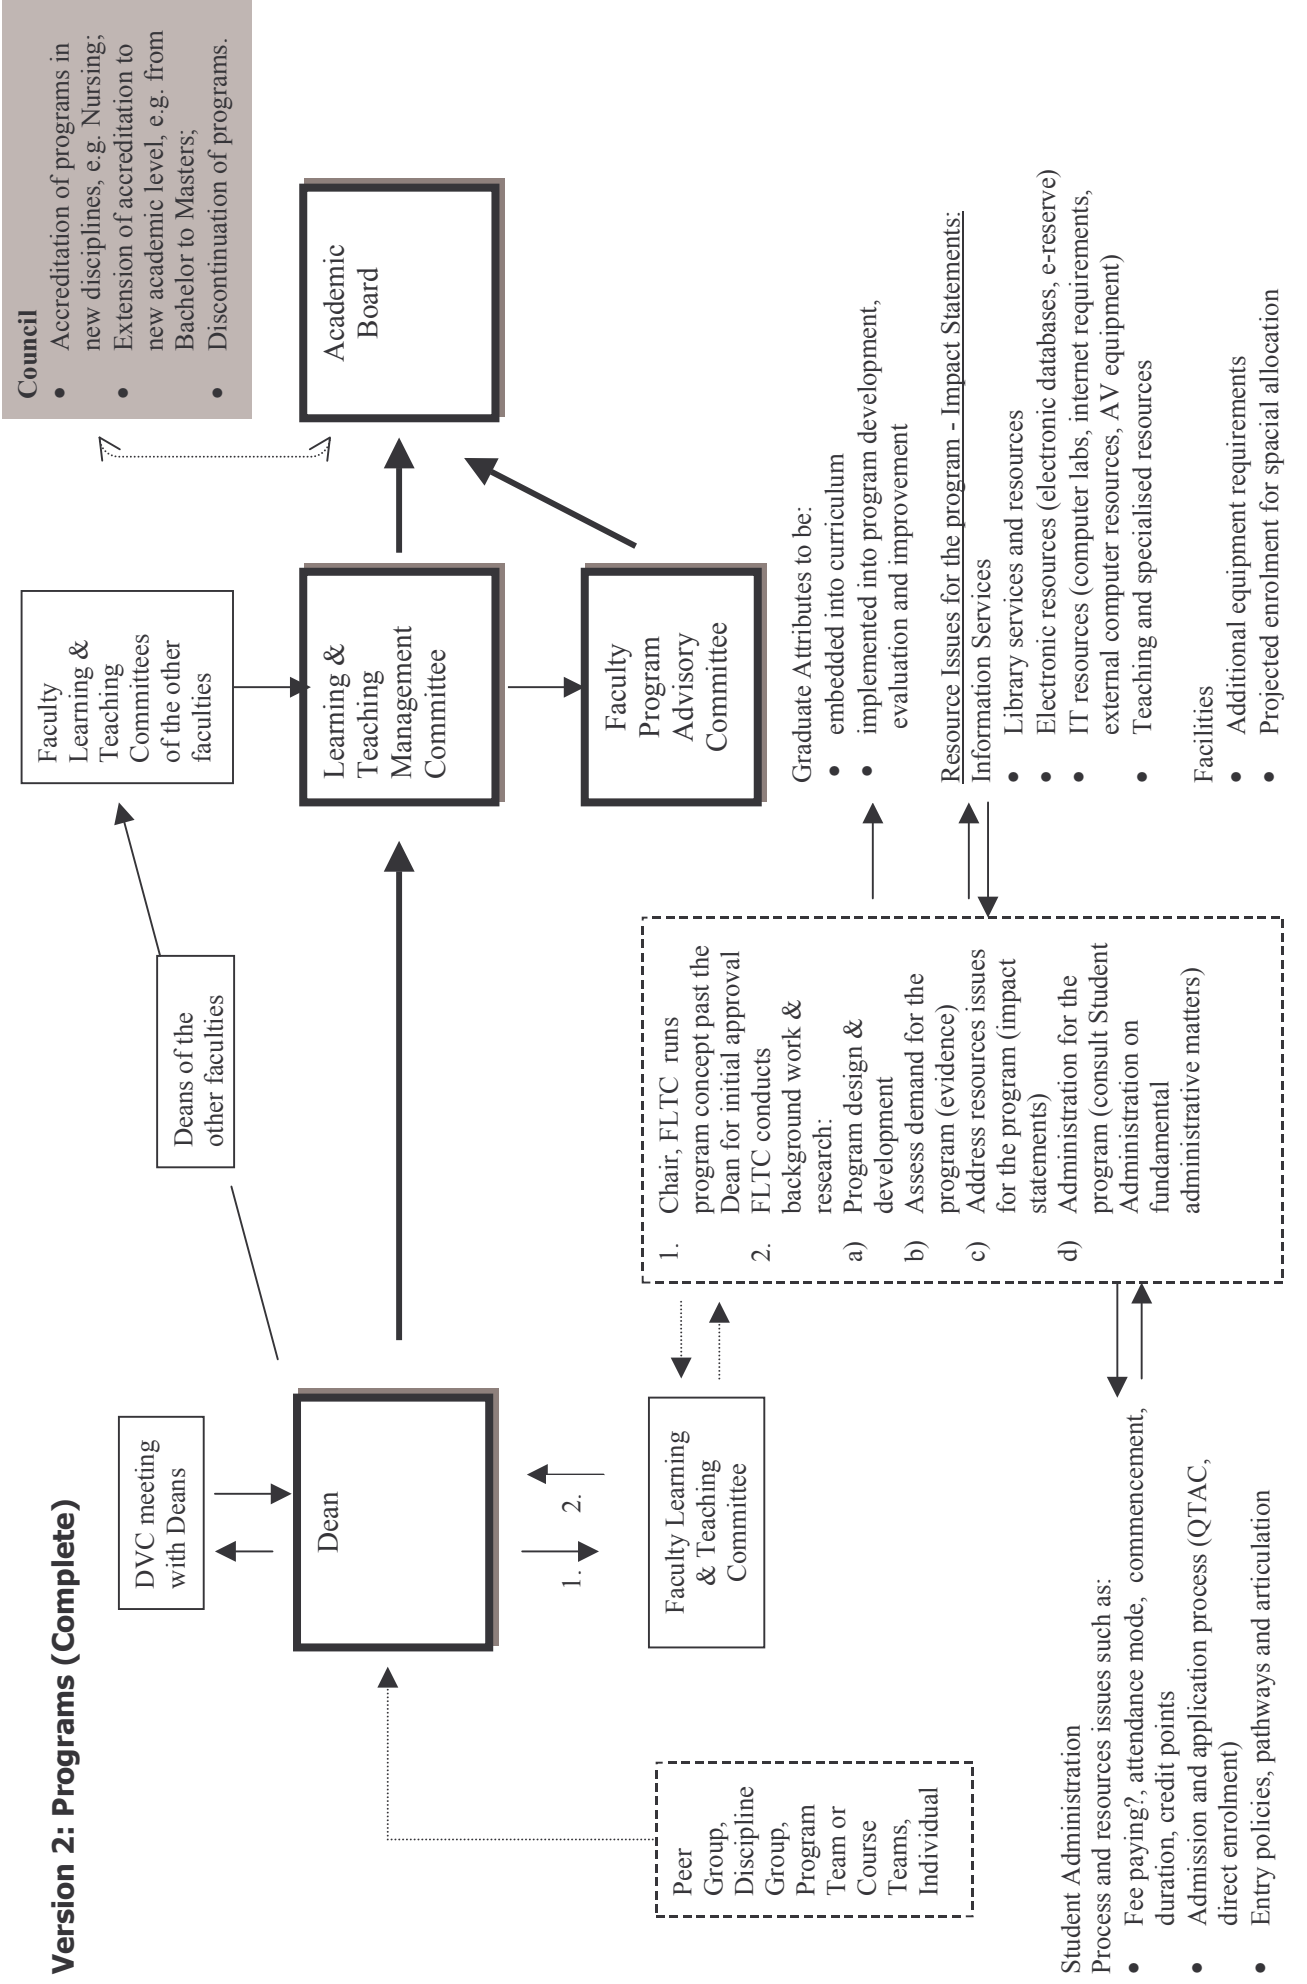 Version 2: Programs (Complete)
Council
• Accreditation of programs in
new disciplines, e.g. Nursing;
• Extension of accreditation to
new academic level, e.g. from
Bachelor to Masters;
• Discontinuation of programs.
DVC meeting
with Deans
Deans of the
other faculties
Faculty
Learning &
Teaching
Committees
of the other
faculties
Dean
Learning &
Teaching
Management
Committee
Academic
Board
1.
2.
Faculty Program
Advisory
Committee
Peer
Group,
Discipline
Group,
Program
Team or
Course
Teams,
Individual
Faculty Learning
& Teaching
Committee
1. Chair, FLTC runs
program concept past the
Dean for initial approval
2. FLTC conducts
background work &
research:
a) Program design &
development
b) Assess demand for the
program (evidence)
c) Address resources issues
for the program (impact
statements)
d) Administration for the
program (consult Student
Administration on
fundamental
administrative matters)
Graduate Attributes to be:
• embedded into curriculum
• implemented into program development,
evaluation and improvement
Resource Issues for the program - Impact Statements:
Information Services
• Library services and resources
• Electronic resources (electronic databases, e-reserve)
• IT resources (computer labs, internet requirements,
external computer resources, AV equipment)
• Teaching and specialised resources
Facilities
• Additional equipment requirements
• Projected enrolment for spacial allocation
Student Administration
Process and resources issues such as:
• Fee paying?, attendance mode, commencement,
duration, credit points
• Admission and application process (QTAC,
direct enrolment)
• Entry policies, pathways and articulation